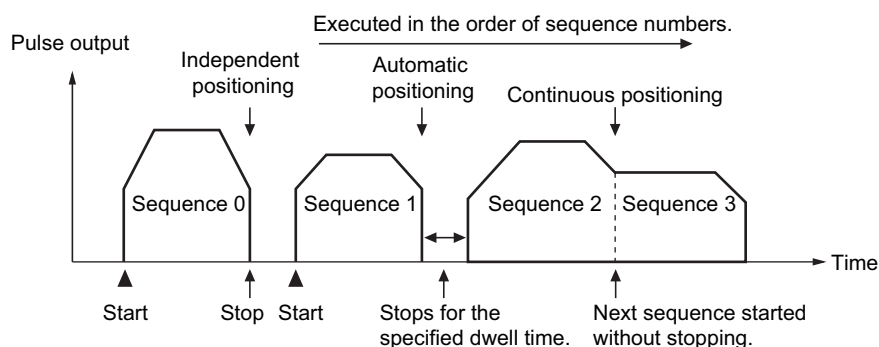 Executed in the order of sequence numbers.
Pulse output
Independent
positioning
Automatic
positioning
Continuous positioning
Sequence 0
Sequence 1
Sequence 2
Sequence 3
Time
Start
Stop
Start
Stops for the
specified dwell time.
Next sequence started
without stopping.